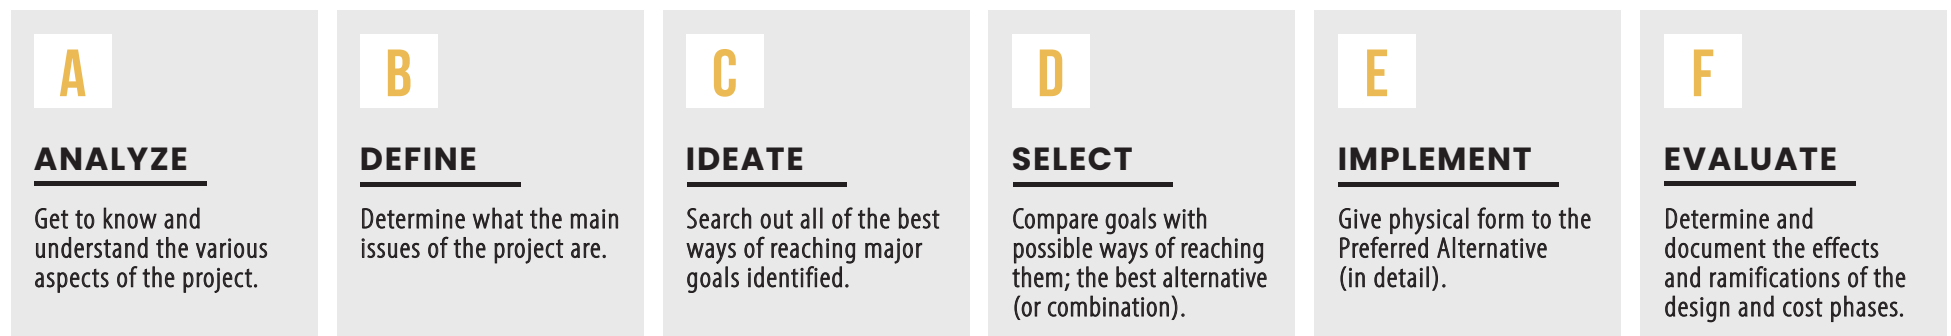 A
ANALYZE
Get to know and
understand the various
aspects of the project.
B
DEFINE
Determine what the main
issues of the project are.
C
IDEATE
Search out all of the best
ways of reaching major
goals identified.
D
SELECT
Compare goals with
possible ways of reaching
them; the best alternative
(or combination).
E
IMPLEMENT
Give physical form to the
Preferred Alternative
(in detail).
F
EVALUATE
Determine and
document the effects
and ramifications of the
design and cost phases.